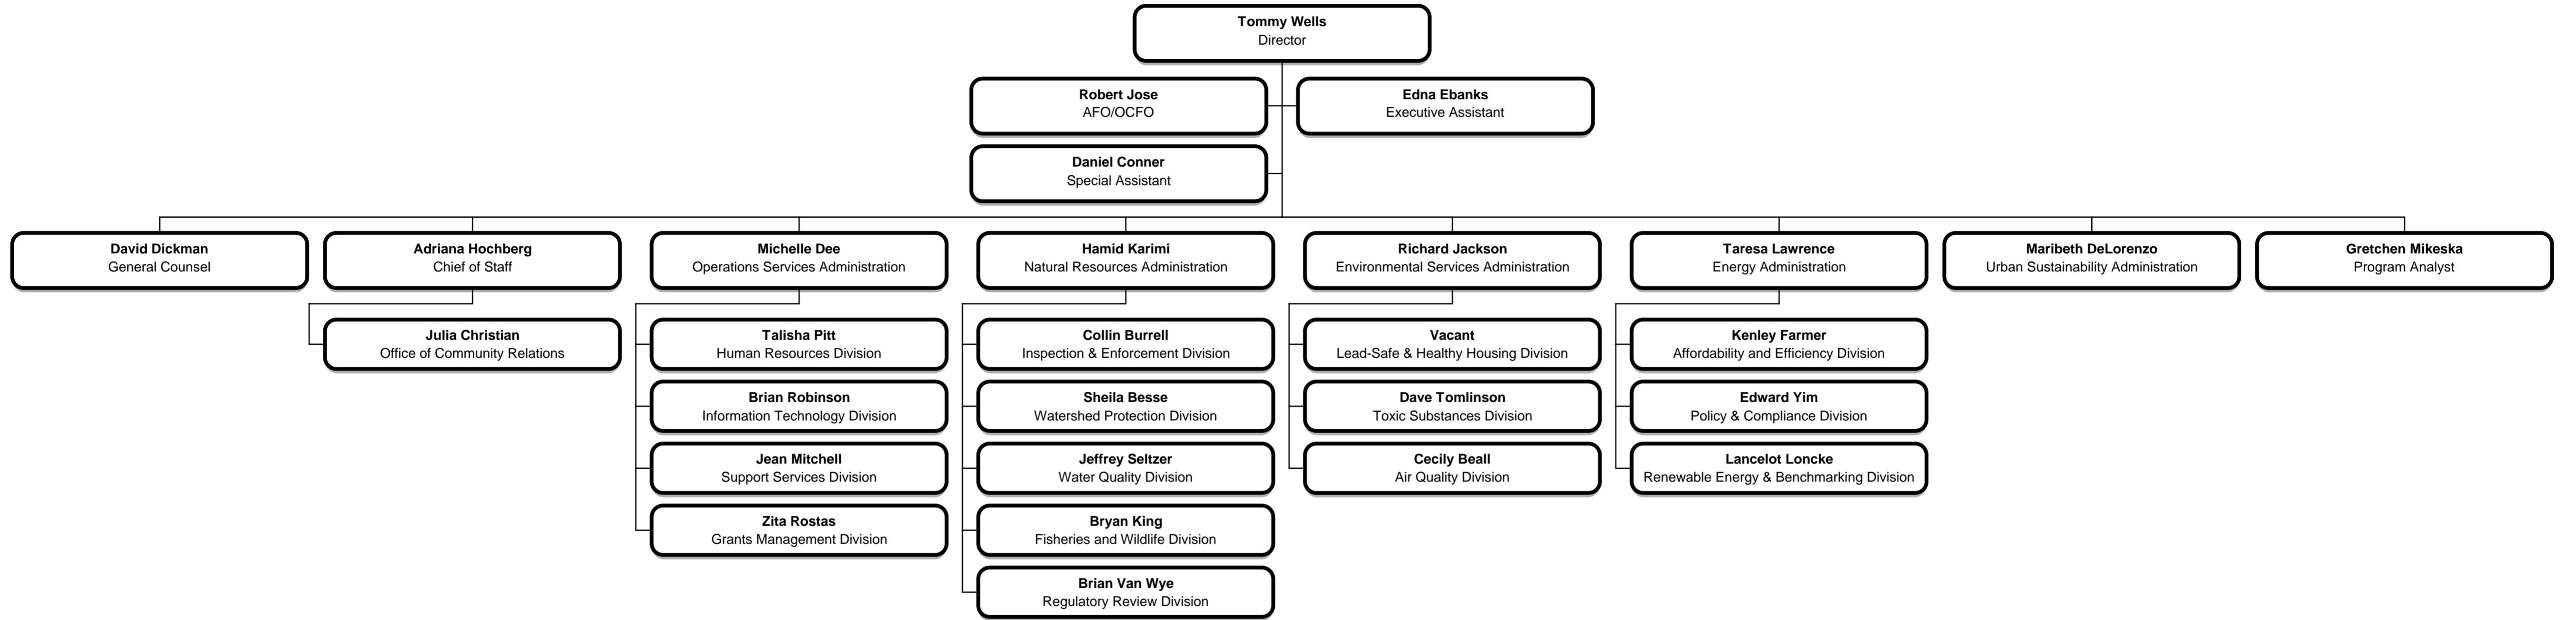 Tommy Wells
Director
Robert Jose
AFO/OCFO
Edna Ebanks
Executive Assistant
Daniel Conner
Special Assistant
David Dickman
General Counsel
Adriana Hochberg
Chief of Staff
Michelle Dee
Operations Services Administration
Hamid Karimi
Natural Resources Administration
Richard Jackson
Environmental Services Administration
Taresa Lawrence
Energy Administration
Maribeth DeLorenzo
Urban Sustainability Administration
Gretchen Mikeska
Program Analyst
Julia Christian
Office of Community Relations
Talisha Pitt
Human Resources Division
Brian Robinson
Information Technology Division
Jean Mitchell
Support Services Division
Zita Rostas
Grants Management Division
Collin Burrell
Inspection & Enforcement Division
Sheila Besse
Watershed Protection Division
Jeffrey Seltzer
Water Quality Division
Bryan King
Fisheries and Wildlife Division
Brian Van Wye
Regulatory Review Division
Vacant
Lead-Safe & Healthy Housing Division
Dave Tomlinson
Toxic Substances Division
Cecily Beall
Air Quality Division
Kenley Farmer
Affordability and Efficiency Division
Edward Yim
Policy & Compliance Division
Lancelot Loncke
Renewable Energy & Benchmarking Division